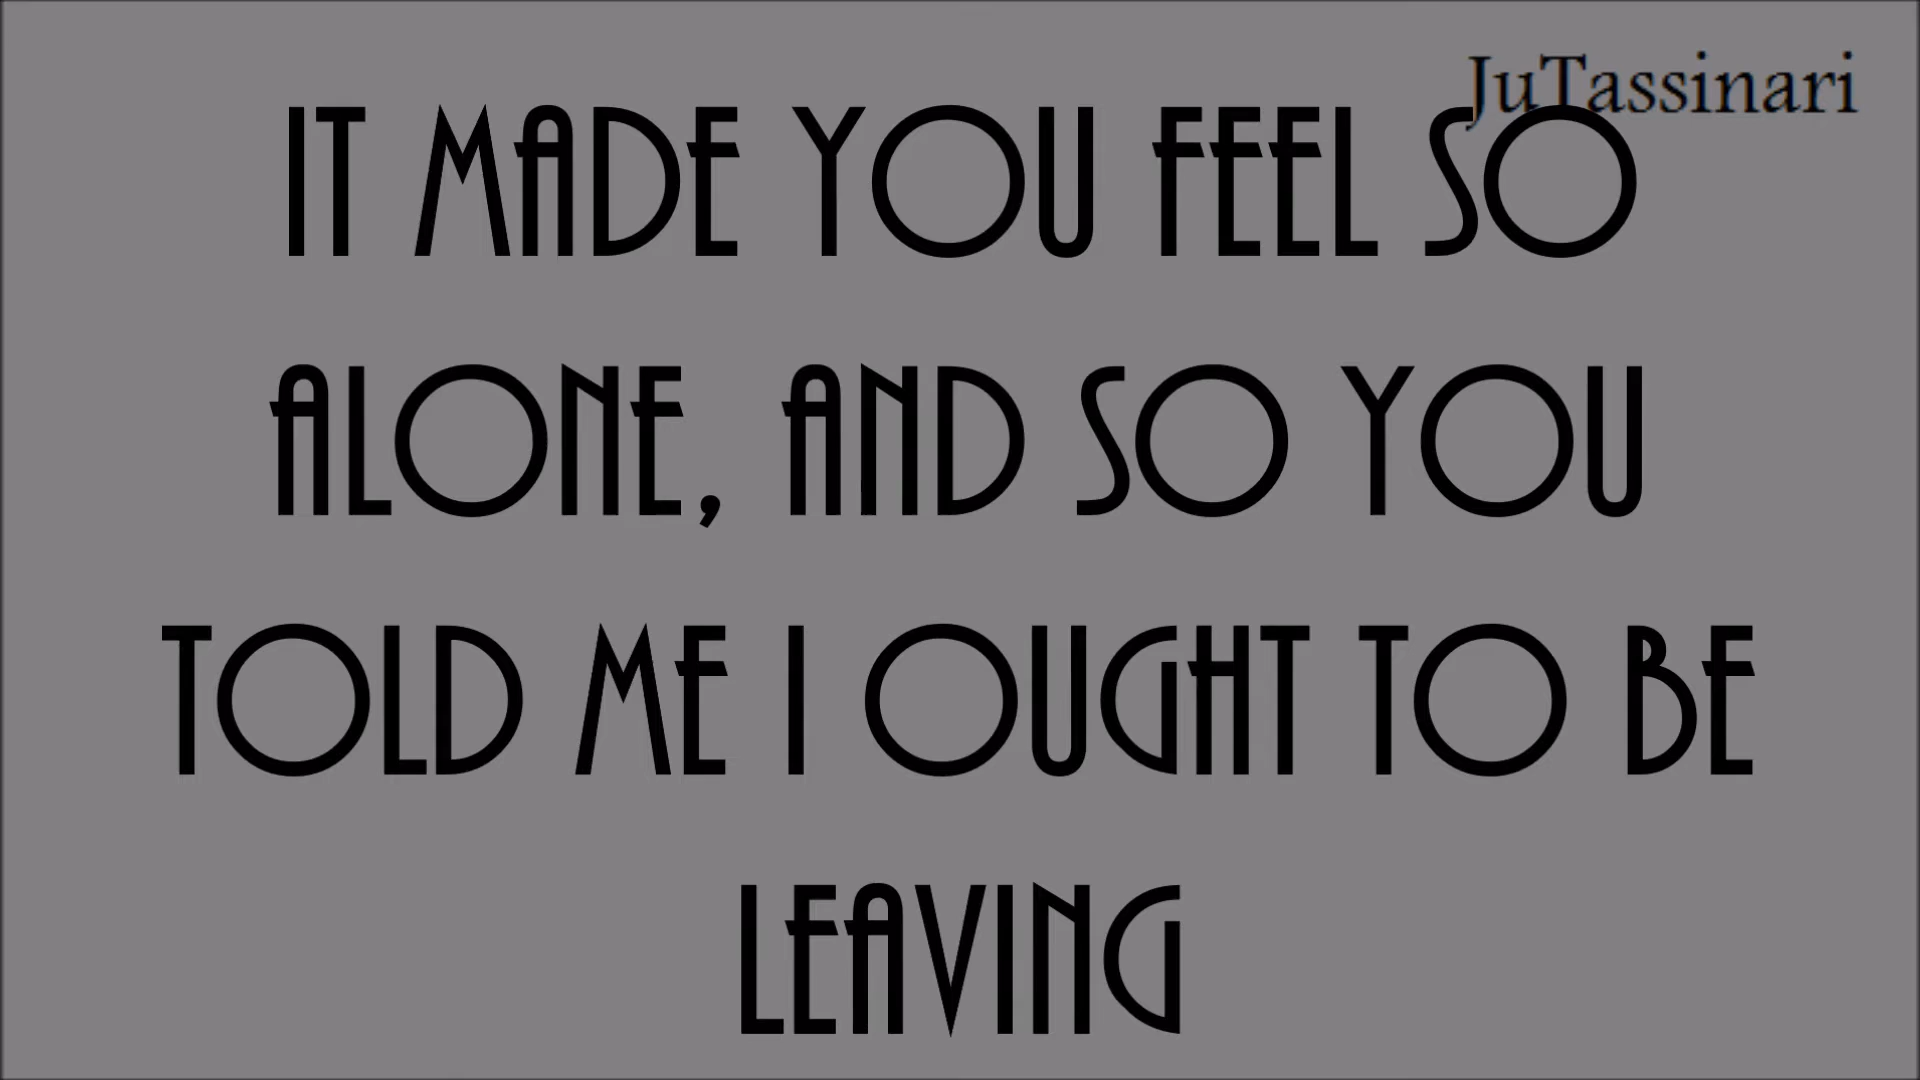 JuTassinari
IT MADE YOU FEEL SO
ALONE, AND SO YOU
TOLD ME I OUGHT TO BE
LEAVING